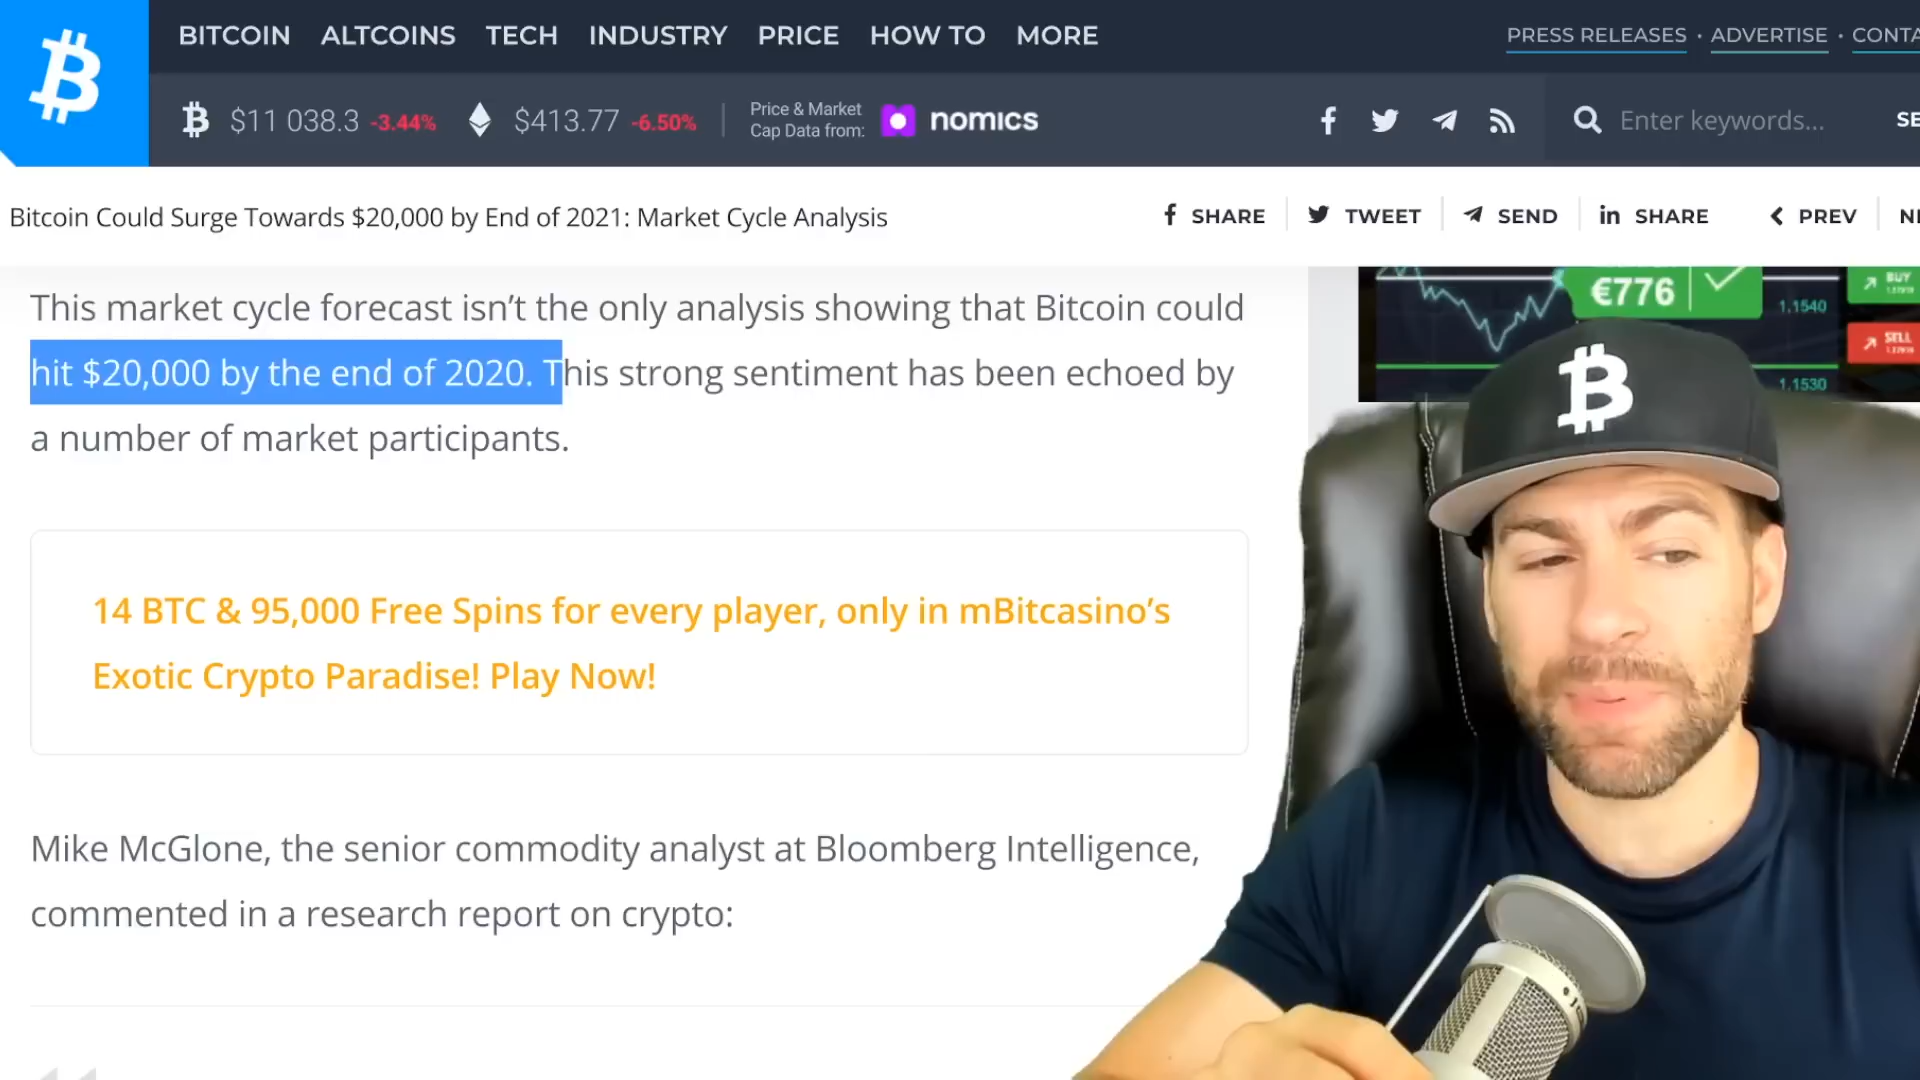 BITCOIN ALTCOINS TECH INDUSTRY PRICE HOW TO MORE
PRESS RELEASES · ADVERTISE ·
$11 038.3 -3.44% $413.77 -6.50% Price & Market
Cap Data from: nomics
Enter keywords...
Bitcoin Could Surge Towards $20,000 by End of 2021: Market Cycle Analysis
SHARE TWEET SEND SHARE PREV
This market cycle forecast isn’t the only analysis showing that Bitcoin could
hit $20,000 by the end of 2020. This strong sentiment has been echoed by
a number of market participants.
€776
1.1540
BUY
SELL
1.1530
14 BTC & 95,000 Free Spins for every player, only in mBitcasino’s
Exotic Crypto Paradise! Play Now!
Mike McGlone, the senior commodity analyst at Bloomberg Intelligence,
commented in a research report on crypto: